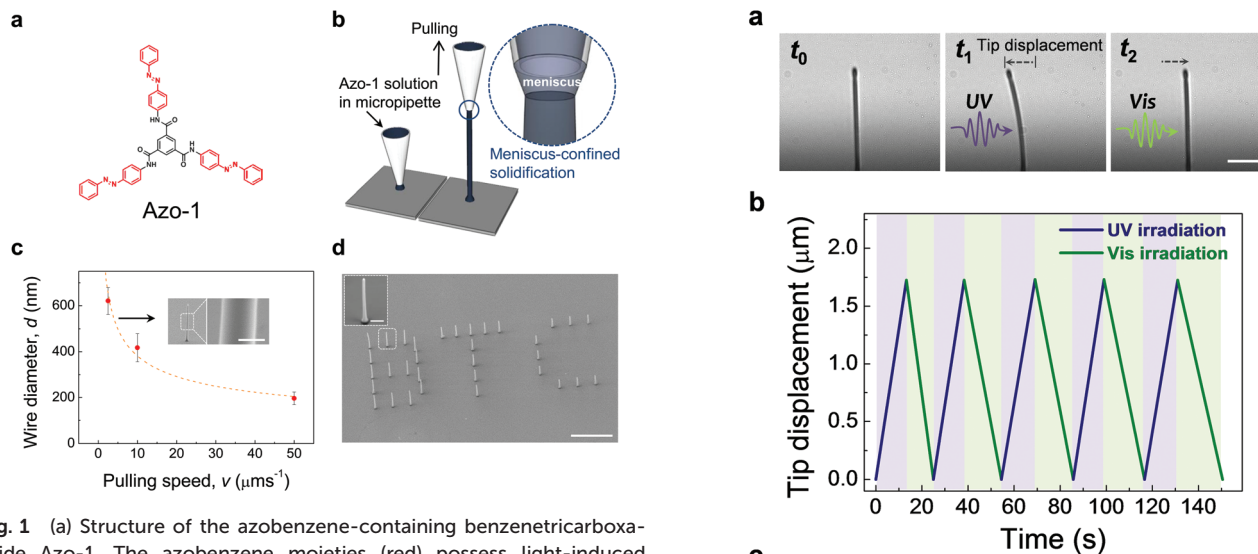 a
Azo-1
b
Pulling
Azo-1 solution
in micropipette
meniscus
Meniscus-confined
solidification
c
Wire diameter, d (nm)
600
400
200
0
0 10 20 30 40 50
Pulling speed, v (μms⁻¹)
d
g. 1 (a) Structure of the azobenzene-containing benzenetricarboxa-
ide Azo-1. The azobenzene moieties (red) possess light-induced
a
t0
t1
Tip displacement
UV
t2
Vis
b
Tip displacement (μm)
2.0
1.5
1.0
0.5
0.0
UV irradiation
Vis irradiation
0 20 40 60 80 100 120 140
Time (s)